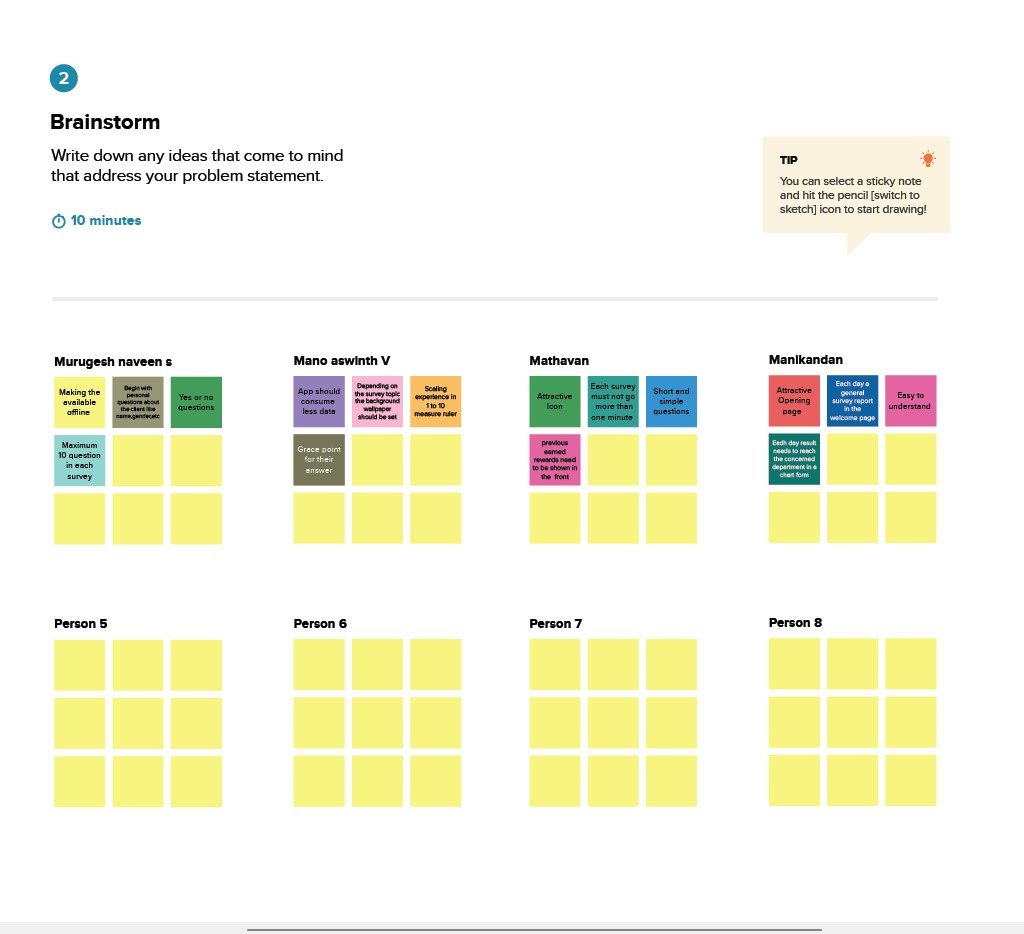 2
Brainstorm
Write down any ideas that come to mind
that address your problem statement.
10 minutes
TIP
You can select a sticky note
and hit the pencil [switch to
sketch] icon to start drawing!
Murugesh naveen s
Making the
available
offline
Begin with
personal
questions about
the client like
name,gender,etc
Yes or no
questions
Maximum
10 question
in each
survey
Mano aswinth V
App should
consume
less data
Depending on
the survey topic
the background
wallpaper
should be set
Scaling
experience in
1 to 10
measure ruler
Grace point
for their
answer
Mathavan
Attractive
Icon
Each survey
must not go
more than
one minute
Short and
simple
questions
previous
earned
rewards need
to be shown in
the front
Manikandan
Attractive
Opening
page
Each day a
general
survey report
in the
welcome page
Easy to
understand
Eadh day result
needs to reach
the concerned
department in a
chart form
Person 5
Person 6
Person 7
Person 8